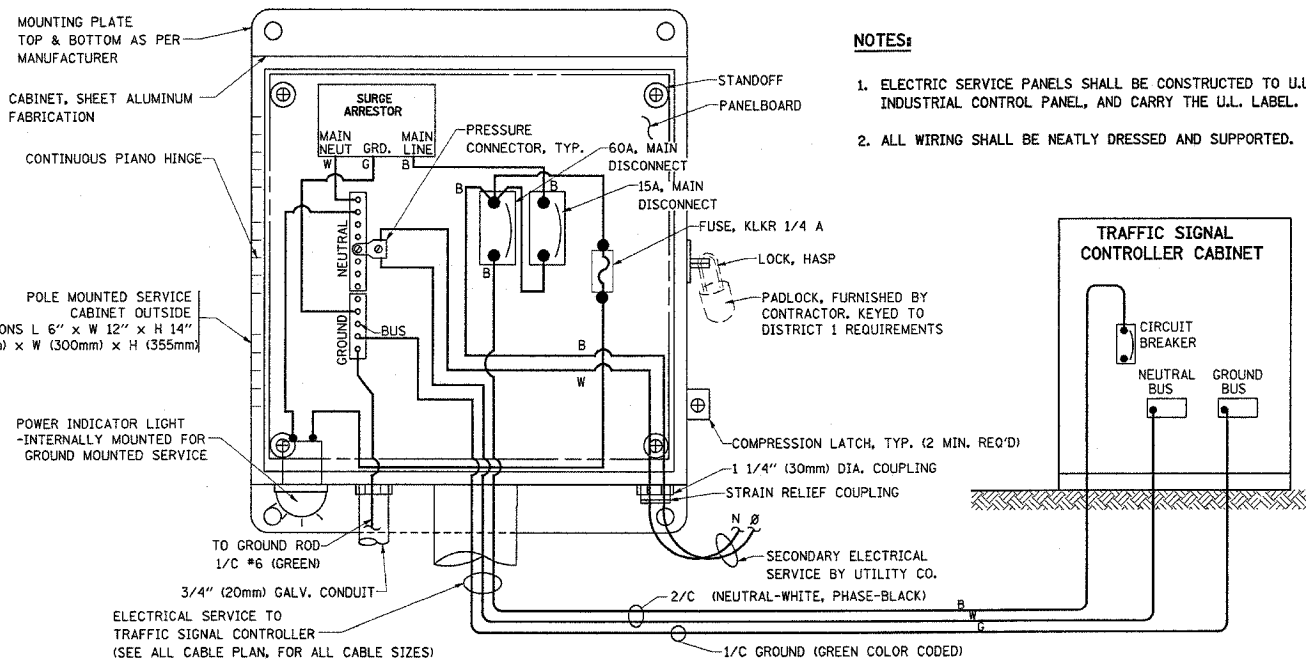 MOUNTING PLATE
TOP & BOTTOM AS PER
MANUFACTURER
CABINET, SHEET ALUMINUM
FABRICATION
CONTINUOUS PIANO HINGE
POLE MOUNTED SERVICE
CABINET OUTSIDE
ONS L 6" x W 12" x H 14"
) x W (300mm) x H (355mm)
POWER INDICATOR LIGHT
-INTERNALLY MOUNTED FOR
GROUND MOUNTED SERVICE
SURGE
ARRESTOR
MAIN
NEUT
GRD.
MAIN
LINE
W
G
B
NEUTRAL
GROUND
BUS
PRESSURE
CONNECTOR, TYP.
STANDOFF
PANELBOARD
60A, MAIN
DISCONNECT
15A, MAIN
DISCONNECT
B
B
B
FUSE, KLKR 1/4 A
LOCK, HASP
PADLOCK, FURNISHED BY
CONTRACTOR. KEYED TO
DISTRICT 1 REQUIREMENTS
B
W
COMPRESSION LATCH, TYP. (2 MIN. REQ'D)
1 1/4" (30mm) DIA. COUPLING
STRAIN RELIEF COUPLING
N Ø
SECONDARY ELECTRICAL
SERVICE BY UTILITY CO.
TO GROUND ROD
1/C #6 (GREEN)
3/4" (20mm) GALV. CONDUIT
ELECTRICAL SERVICE TO
TRAFFIC SIGNAL CONTROLLER
(SEE ALL CABLE PLAN, FOR ALL CABLE SIZES)
2/C (NEUTRAL-WHITE, PHASE-BLACK)
B
W
G
1/C GROUND (GREEN COLOR CODED)
NOTES:
1. ELECTRIC SERVICE PANELS SHALL BE CONSTRUCTED TO U.L
INDUSTRIAL CONTROL PANEL, AND CARRY THE U.L. LABEL.
2. ALL WIRING SHALL BE NEATLY DRESSED AND SUPPORTED.
TRAFFIC SIGNAL
CONTROLLER CABINET
CIRCUIT
BREAKER
NEUTRAL
BUS
GROUND
BUS